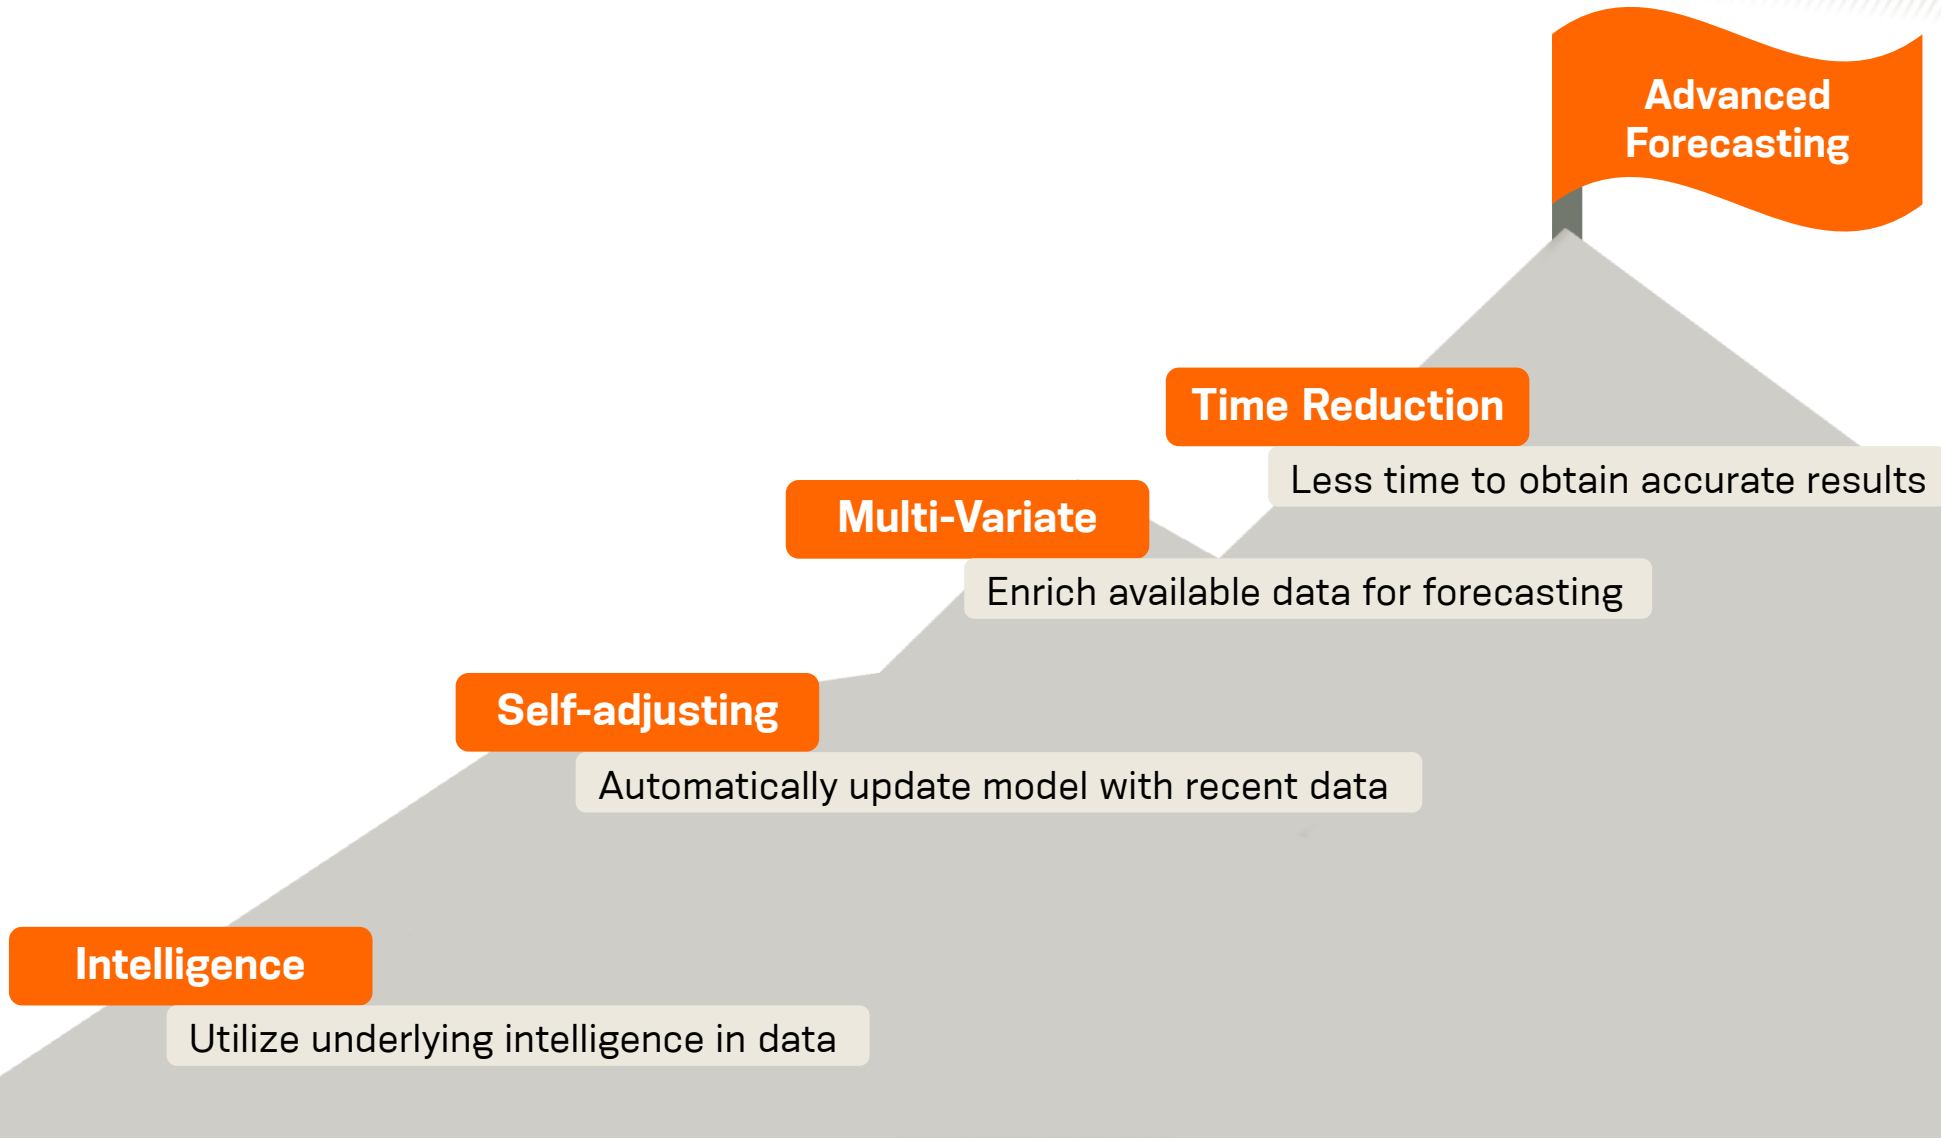 Advanced
Forecasting
Time Reduction
Less time to obtain accurate results
Multi-Variate
Enrich available data for forecasting
Self-adjusting
Automatically update model with recent data
Intelligence
Utilize underlying intelligence in data